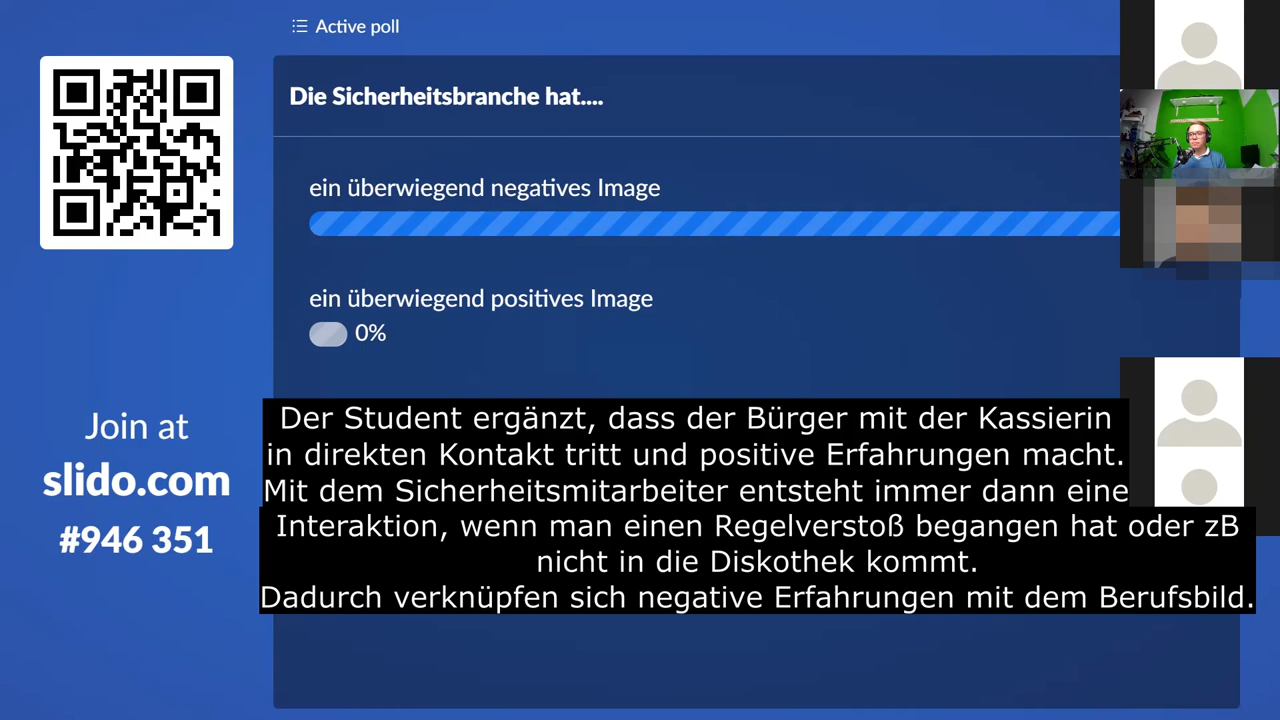 Active poll
Die Sicherheitsbranche hat....
ein überwiegend negatives Image
ein überwiegend positives Image
0%
Join at
slido.com
#946 351
Der Student ergänzt, dass der Bürger mit der Kassierin
in direkten Kontakt tritt und positive Erfahrungen macht.
Mit dem Sicherheitsmitarbeiter entsteht immer dann eine
Interaktion, wenn man einen Regelverstoß begangen hat oder zB
nicht in die Diskothek kommt.
Dadurch verknüpfen sich negative Erfahrungen mit dem Berufsbild.